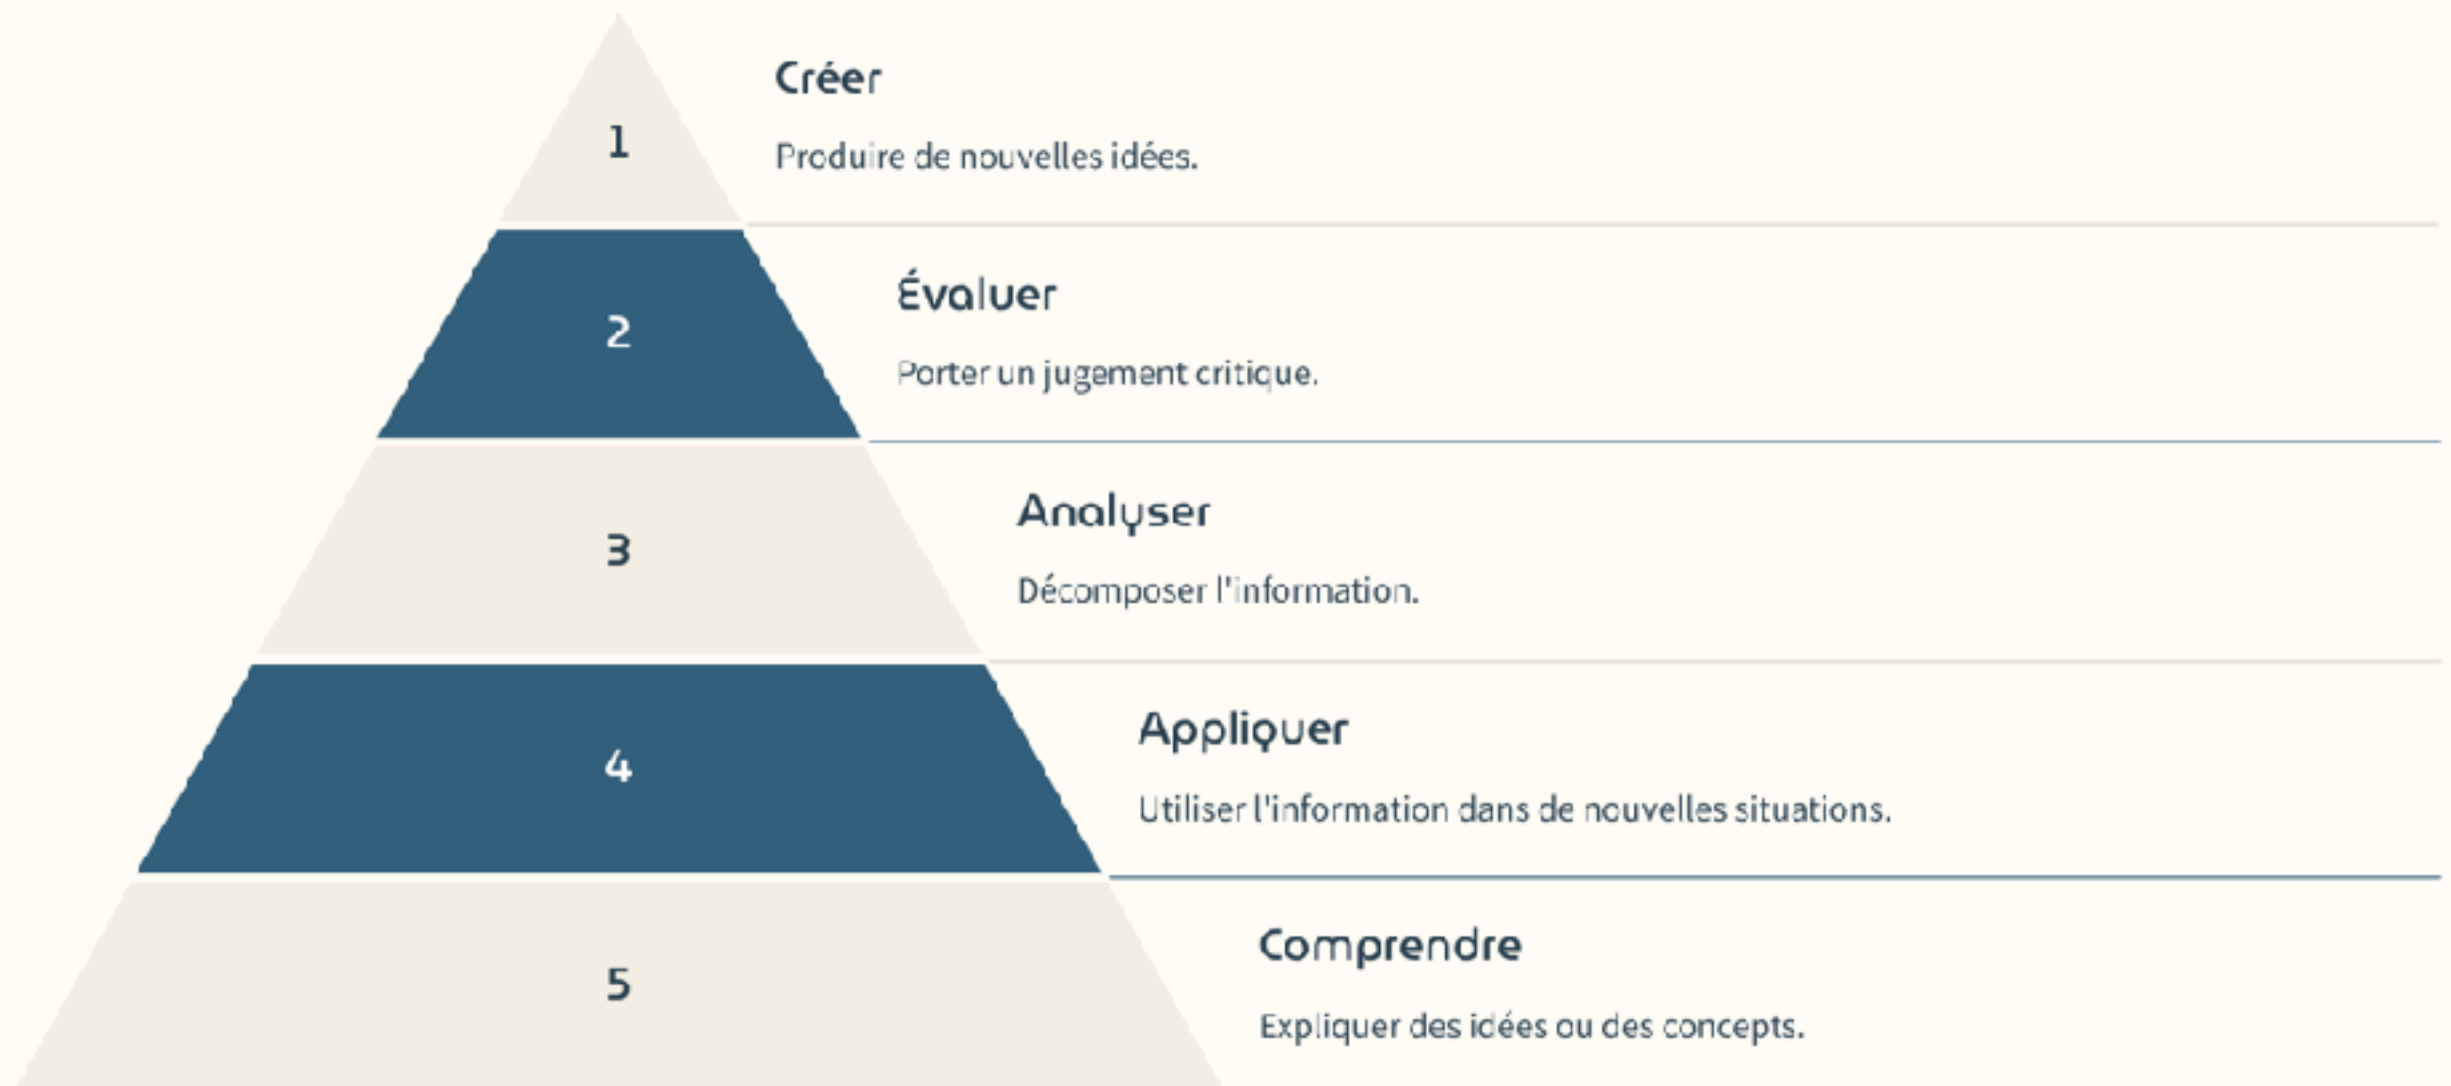 1
Créer
Produire de nouvelles idées.
2
Évaluer
Porter un jugement critique.
3
Analyser
Décomposer l'information.
4
Appliquer
Utiliser l'information dans de nouvelles situations.
5
Comprendre
Expliquer des idées ou des concepts.